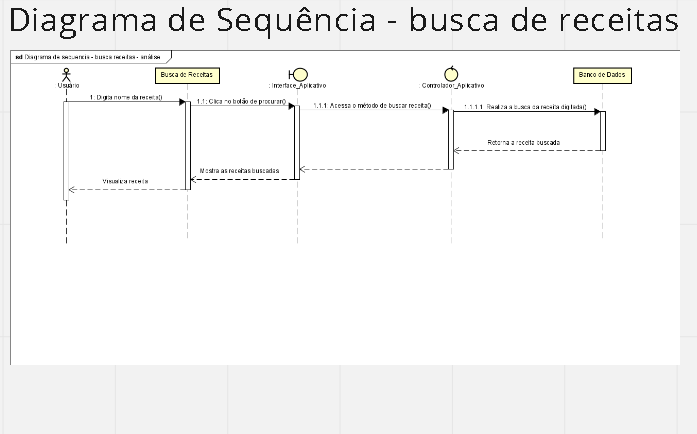 Diagrama de Sequência - busca de receitas
sd Diagrama de sequencia - busca receitas - análise
Usuário
Busca de Receitas
: Interface_Aplicativo
: Controlador_Aplicativo
Banco de Dados
1: Digita nome da receita()
1.1: Clica no botão de procurar()
1.1.1: Acessa o método de buscar receita()
1.1.1.1: Realiza a busca da receita digitada()
Retorna a receita buscada
Mostra as receitas buscadas
Visualiza receita